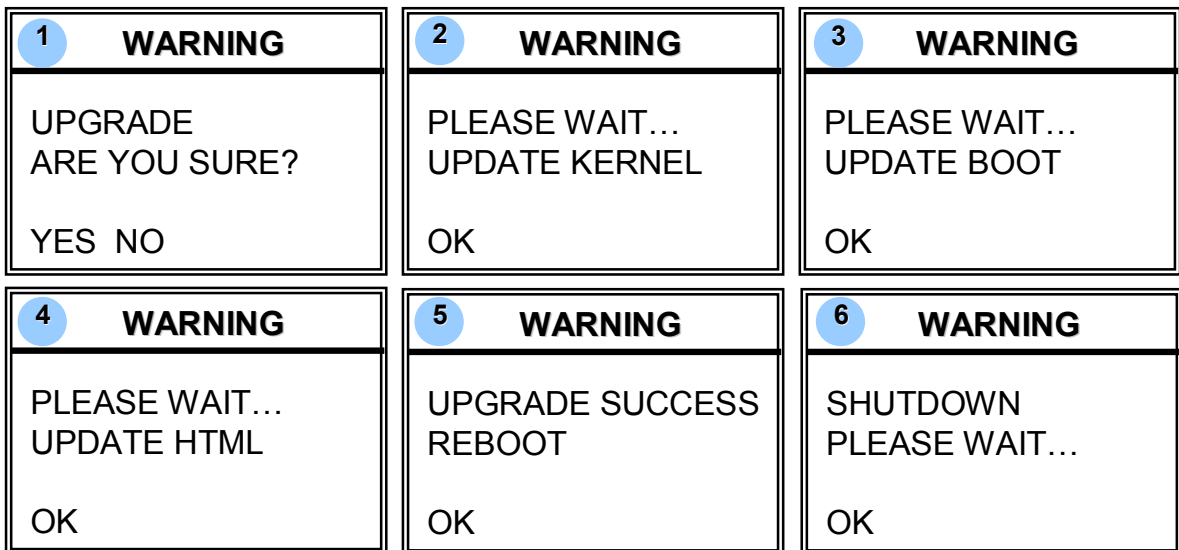 1 WARNING
UPGRADE
ARE YOU SURE?
YES NO
2 WARNING
PLEASE WAIT…
UPDATE KERNEL
OK
3 WARNING
PLEASE WAIT…
UPDATE BOOT
OK
4 WARNING
PLEASE WAIT…
UPDATE HTML
OK
5 WARNING
UPGRADE SUCCESS
REBOOT
OK
6 WARNING
SHUTDOWN
PLEASE WAIT…
OK